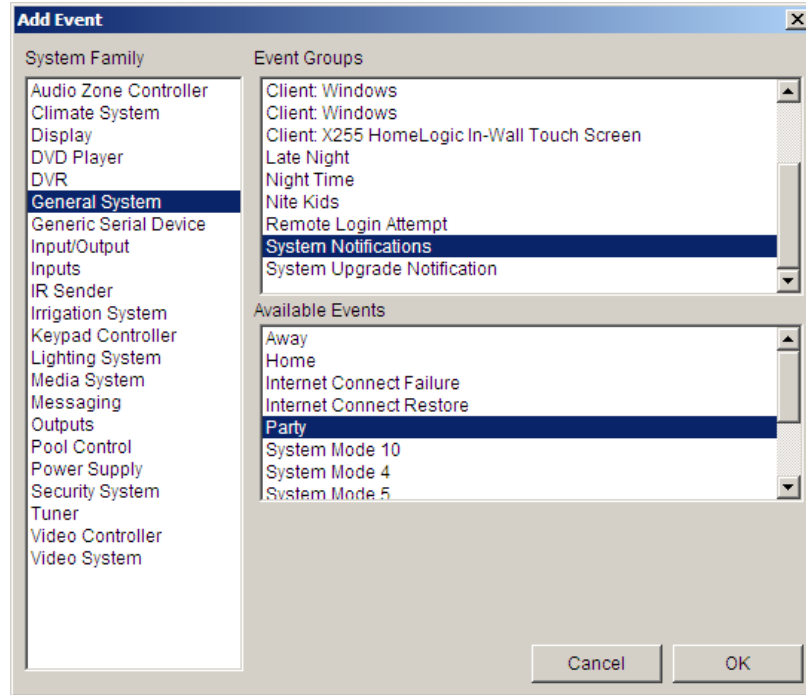 Add Event
System Family
Audio Zone Controller
Climate System
Display
DVD Player
DVR
General System
Generic Serial Device
Input/Output
Inputs
IR Sender
Irrigation System
Keypad Controller
Lighting System
Media System
Messaging
Outputs
Pool Control
Power Supply
Security System
Tuner
Video Controller
Video System
Event Groups
Client: Windows
Client: Windows
Client: X255 HomeLogic In-Wall Touch Screen
Late Night
Night Time
Nite Kids
Remote Login Attempt
System Notifications
System Upgrade Notification
Available Events
Away
Home
Internet Connect Failure
Internet Connect Restore
Party
System Mode 10
System Mode 4
System Mode 5
Cancel
OK